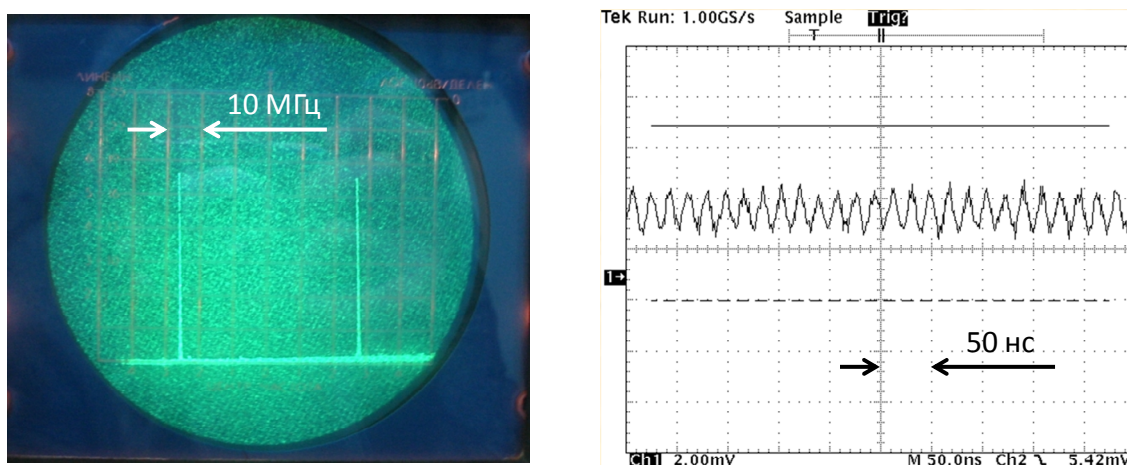 10 МГц
Tek Run: 1.00GS/s Sample Trig?
T
1→
50 нс
Ch1 2.00mV M 50.0ns Ch2 5.42mV